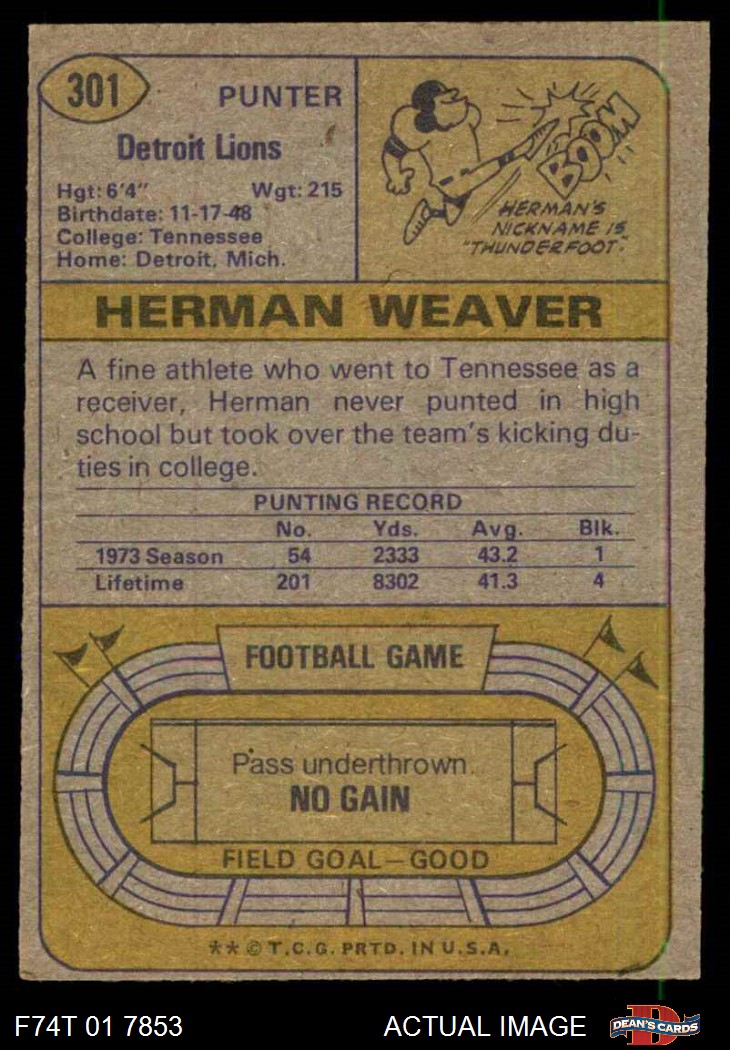 301
PUNTER
Detroit Lions
Hgt: 6'4" Wgt: 215
Birthdate: 11-17-48
College: Tennessee
Home: Detroit, Mich.
BOOM
HERMAN'S
NICKNAME IS
"THUNDERFOOT".
HERMAN WEAVER
A fine athlete who went to Tennessee as a
receiver, Herman never punted in high
school but took over the team's kicking du-
ties in college.
PUNTING RECORD
No. Yds. Avg. Blk.
1973 Season 54 2333 43.2 1
Lifetime 201 8302 41.3 4
FOOTBALL GAME
Pass underthrown.
NO GAIN
FIELD GOAL—GOOD
** © T.C.G. PRTD. IN U.S.A.
F74T 01 7853 ACTUAL IMAGE
D
DEAN'S CARDS